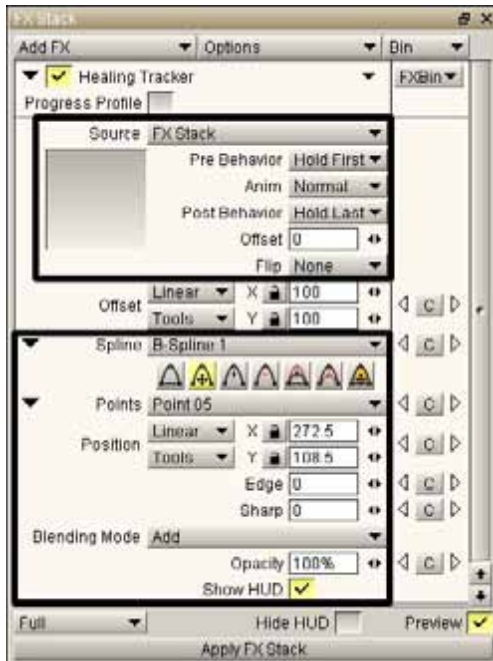 FX Stack
Add FX Options Bin
Healing Tracker FXBin
Progress Profile
Source FX Stack
Pre Behavior Hold First
Anim Normal
Post Behavior Hold Last
Offset 0
Flip None
Offset Linear X 100
Tools Y 100
C
Spline B-Spline 1 C
Points Point 05 C
Position Linear X 272.5
Tools Y 108.5
C
Edge 0 C
Sharp 0 C
Blending Mode Add
Opacity 100% C
Show HUD
Full Hide HUD Preview
Apply FX Stack